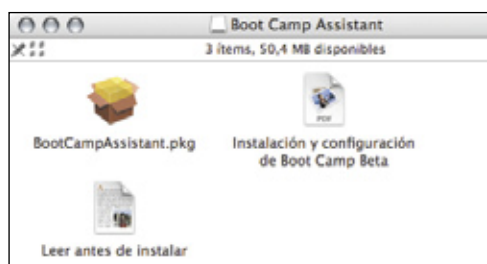 Boot Camp Assistant
3 ítems, 50,4 MB disponibles
BootCampAssistant.pkg
PDF
Instalación y configuración
de Boot Camp Beta
Leer antes de instalar